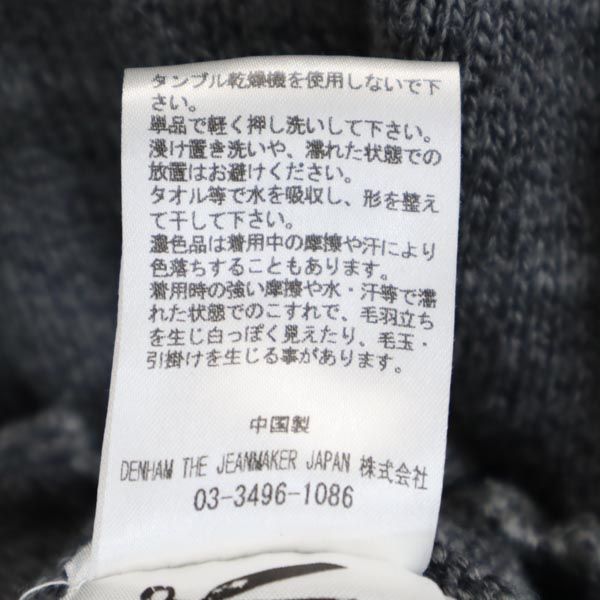 タンブル乾燥機を使用しないで下
さい。
単品で軽く押し洗いして下さい。
浸け置き洗いや、濡れた状態での
放置はお避けください。
タオル等で水を吸収し、形を整え
て干して下さい。
濃色品は着用中の摩擦や汗により
色落ちすることもあります。
着用時の強い摩擦や水・汗等で濡
れた状態でのこすれで、毛羽立ち
を生じ白っぽく見えたり、毛玉・
引掛けを生じる事があります。
中国製
DENHAM THE JEANMAKER JAPAN 株式会社
03-3496-1086